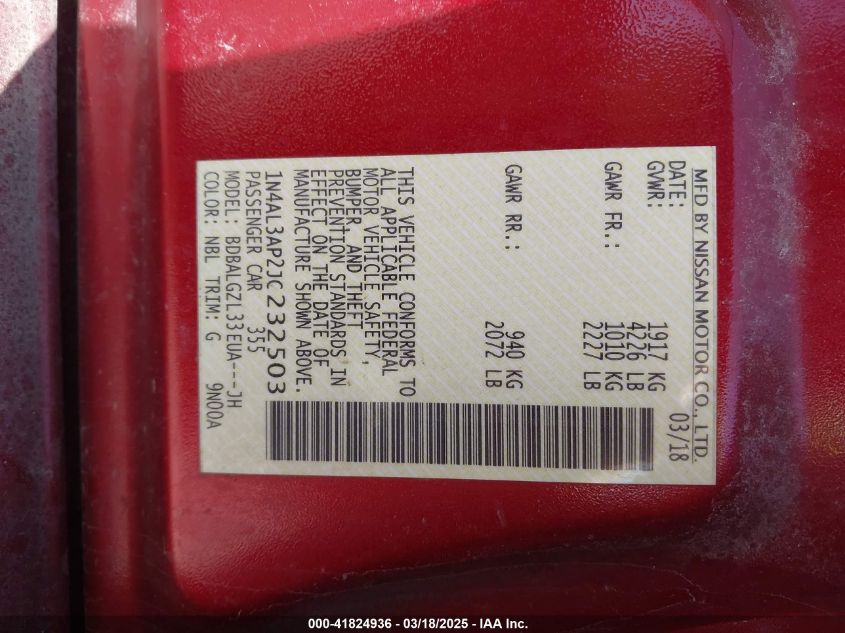 MFD BY NISSAN MOTOR CO., LTD.
DATE: 03/18
GVWR: 1917 KG
4226 LB
GAWR FR.: 1010 KG
2227 LB
GAWR RR.: 940 KG
2072 LB
THIS VEHICLE CONFORMS TO
ALL APPLICABLE FEDERAL
MOTOR VEHICLE SAFETY,
BUMPER, AND THEFT
PREVENTION STANDARDS IN
EFFECT ON THE DATE OF
MANUFACTURE SHOWN ABOVE.
1N4AL3AP2JC232503
PASSENGER CAR 355
MODEL: BDBALGZL33EUA---JH
COLOR: NBL TRIM: G 9N00A
000-41824936 - 03/18/2025 - IAA Inc.